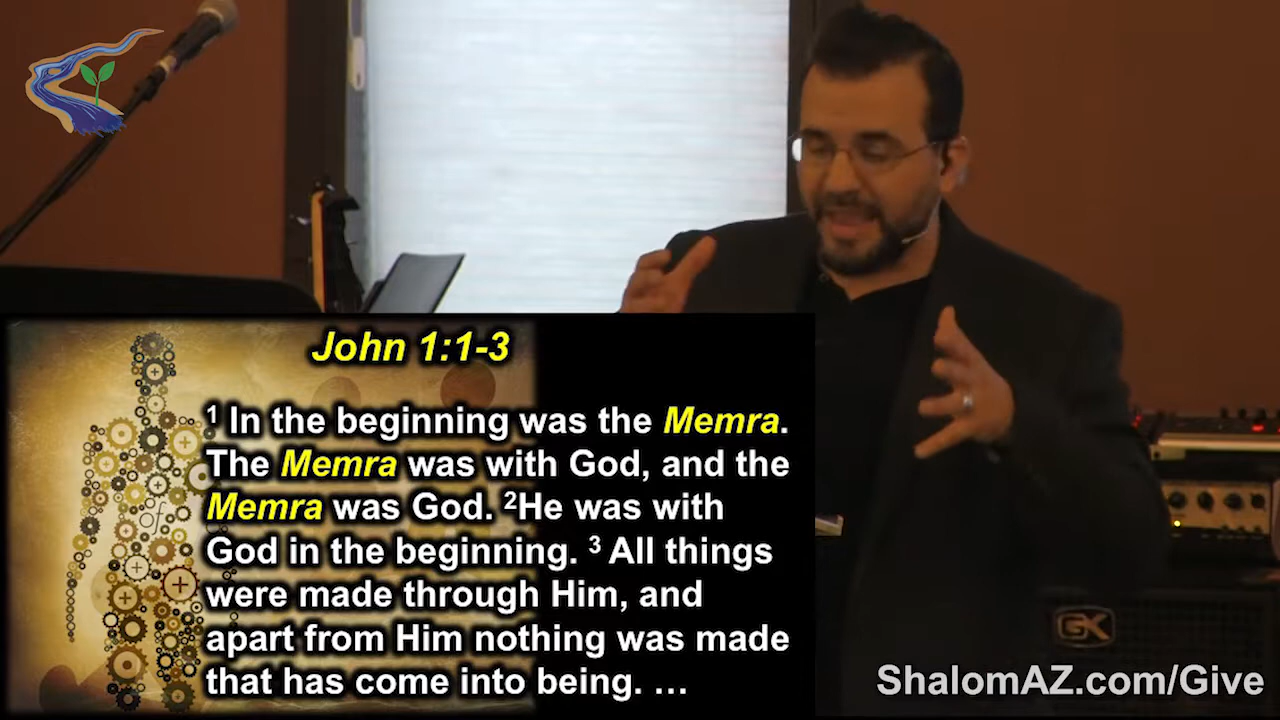 John 1:1-3
¹ In the beginning was the Memra.
The Memra was with God, and the
Memra was God. ²He was with
God in the beginning. ³ All things
were made through Him, and
apart from Him nothing was made
that has come into being. …
of
GK
ShalomAZ.com/Give